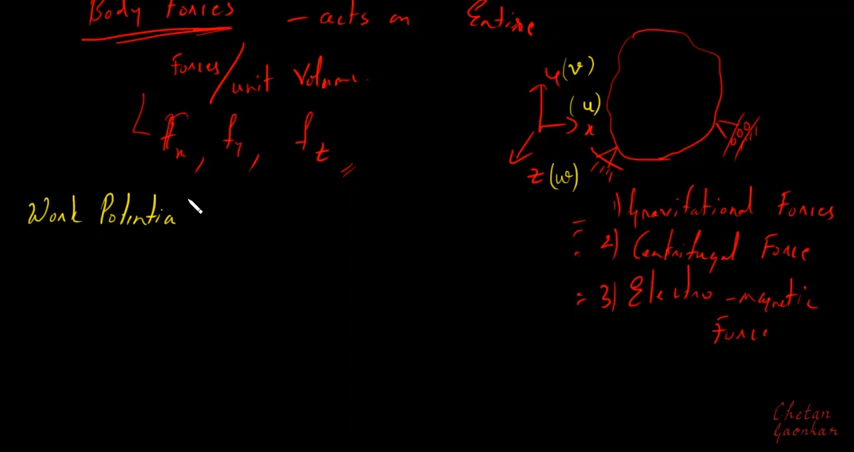 Body Forces - acts on Entire
Forces/unit Volume.
fx, fy, fz
y(v)
(u)
x
z(w)
Work Potentia
1) Gravitational Forces
2) Centrifugal Force
3) Electro-magnetic
Force
Chetan
Gaonkar